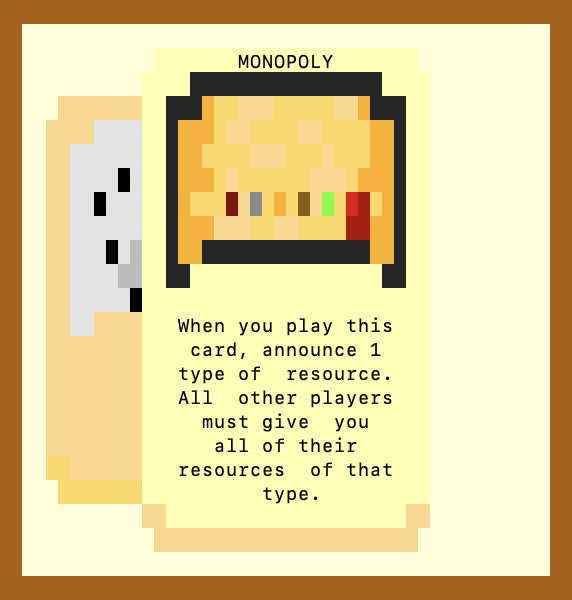 MONOPOLY
When you play this
card, announce 1
type of  resource.
All  other players
must give  you
all of their
resources  of that
type.